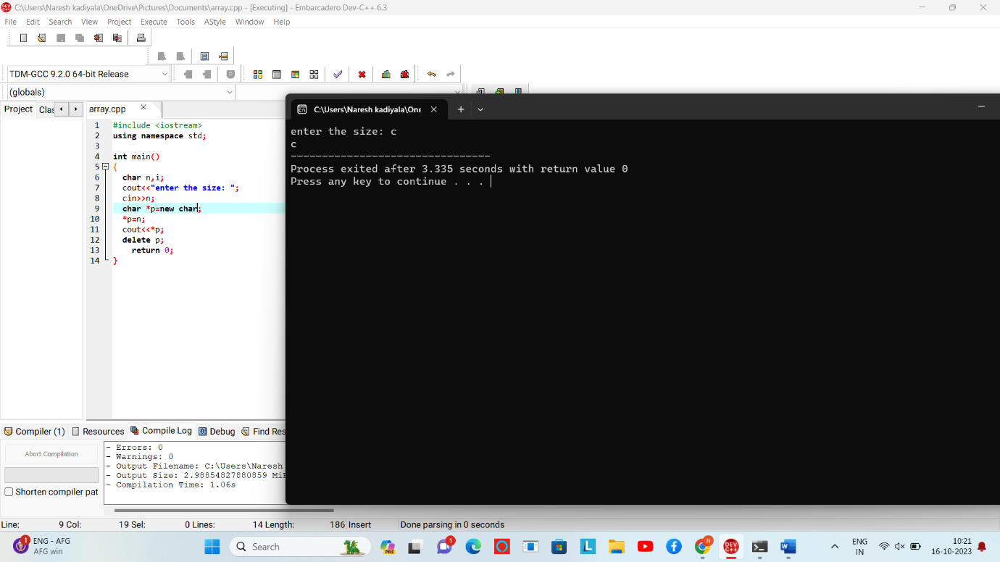 C:\Users\Naresh kadiyala\OneDrive\Pictures\Documents\array.cpp - [Executing] - Embarcadero Dev-C++ 6.3
File Edit Search View Project Execute Tools AStyle Window Help
TDM-GCC 9.2.0 64-bit Release
(globals)
Project Clas array.cpp
1 #include <iostream>
2 using namespace std;
3
4 int main()
5 {
6 char n,i;
7 cout<<"enter the size: ";
8 cin>>n;
9 char *p=new char;
10 *p=n;
11 cout<<*p;
12 delete p;
13 return 0;
14 }
C:\Users\Naresh kadiyala\One
enter the size: c
c
--------------------------------
Process exited after 3.335 seconds with return value 0
Press any key to continue . . .
Compiler (1) Resources Compile Log Debug Find Res
Abort Compilation
Shorten compiler pat
- Errors: 0
- Warnings: 0
- Output Filename: C:\Users\Naresh
- Output Size: 2.98854827880859 MiB
- Compilation Time: 1.06s
Line: 9 Col: 19 Sel: 0 Lines: 14 Length: 186 Insert Done parsing in 0 seconds
1 ENG - AFG
AFG win
Search
PRE
1
L
N
DEV C++
W
ENG
IN
10:21
16-10-2023